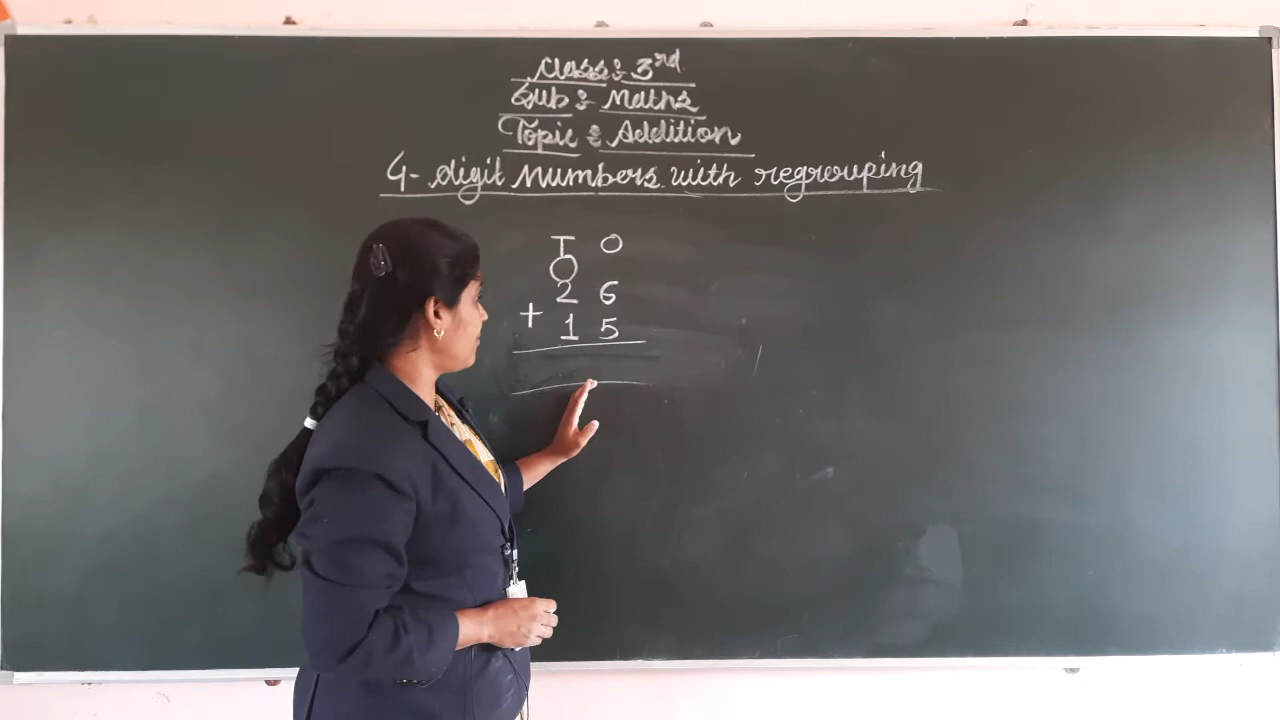 Class : 3rd
Sub : Maths
Topic : Addition
4- digit numbers with regrouping
T O
2 6
+ 1 5